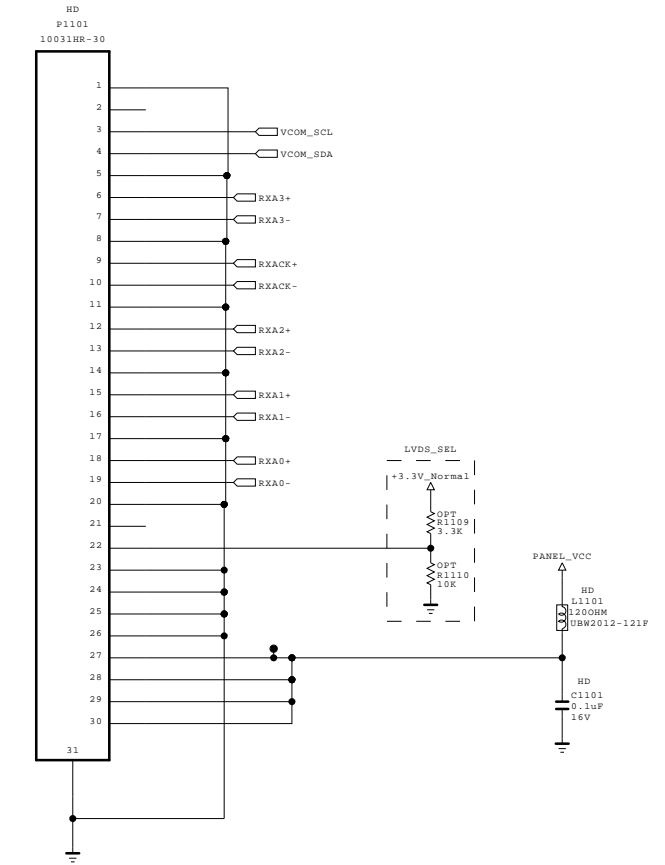 HD
P1101
10031HR-30
1
2
3
VCOM_SCL
4
VCOM_SDA
5
6
RXA3+
7
RXA3-
8
9
RXACK+
10
RXACK-
11
12
RXA2+
13
RXA2-
14
15
RXA1+
16
RXA1-
17
18
RXA0+
19
RXA0-
20
21
22
23
24
25
26
27
28
29
30
31
LVDS_SEL
+3.3V_Normal
OPT
R1109
3.3K
OPT
R1110
10K
PANEL_VCC
HD
L1101
120OHM
UBW2012-121F
HD
C1101
0.1uF
16V